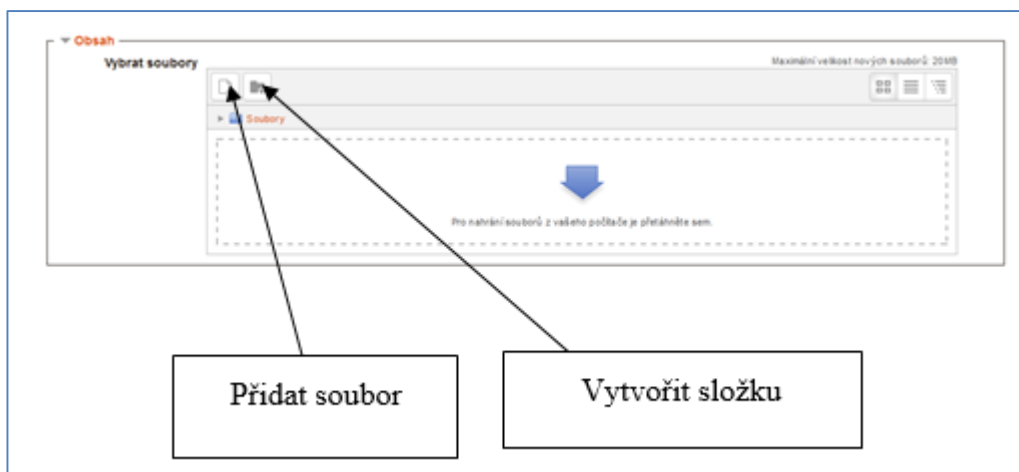 Obsah
Vybrat soubory
Maximální velikost nových souborů: 20MB
Soubory
Pro nahrání souborů z vašeho počítače je přetáhněte sem.
Přidat soubor
Vytvořit složku